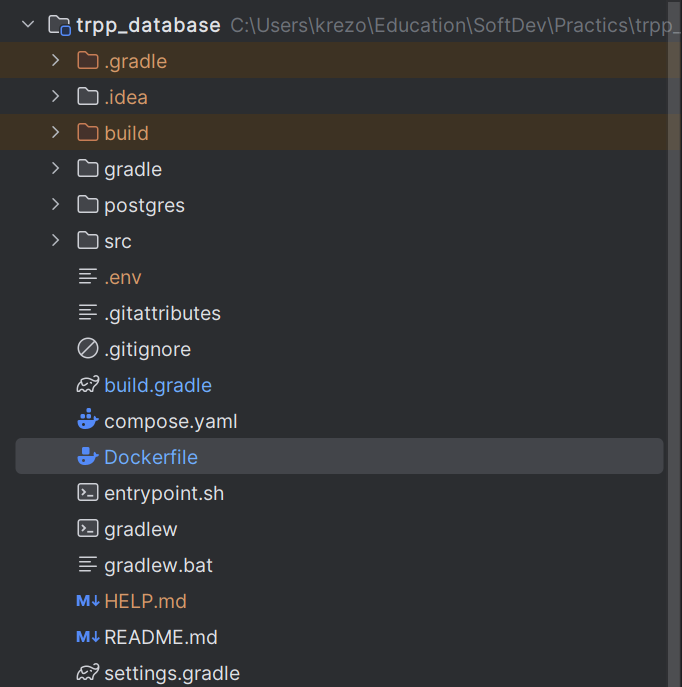 trpp_database C:\Users\krezo\Education\SoftDev\Practics\trpp_
.gradle
.idea
build
gradle
postgres
src
.env
.gitattributes
.gitignore
build.gradle
compose.yaml
Dockerfile
entrypoint.sh
gradlew
gradlew.bat
M↓ HELP.md
M↓ README.md
settings.gradle